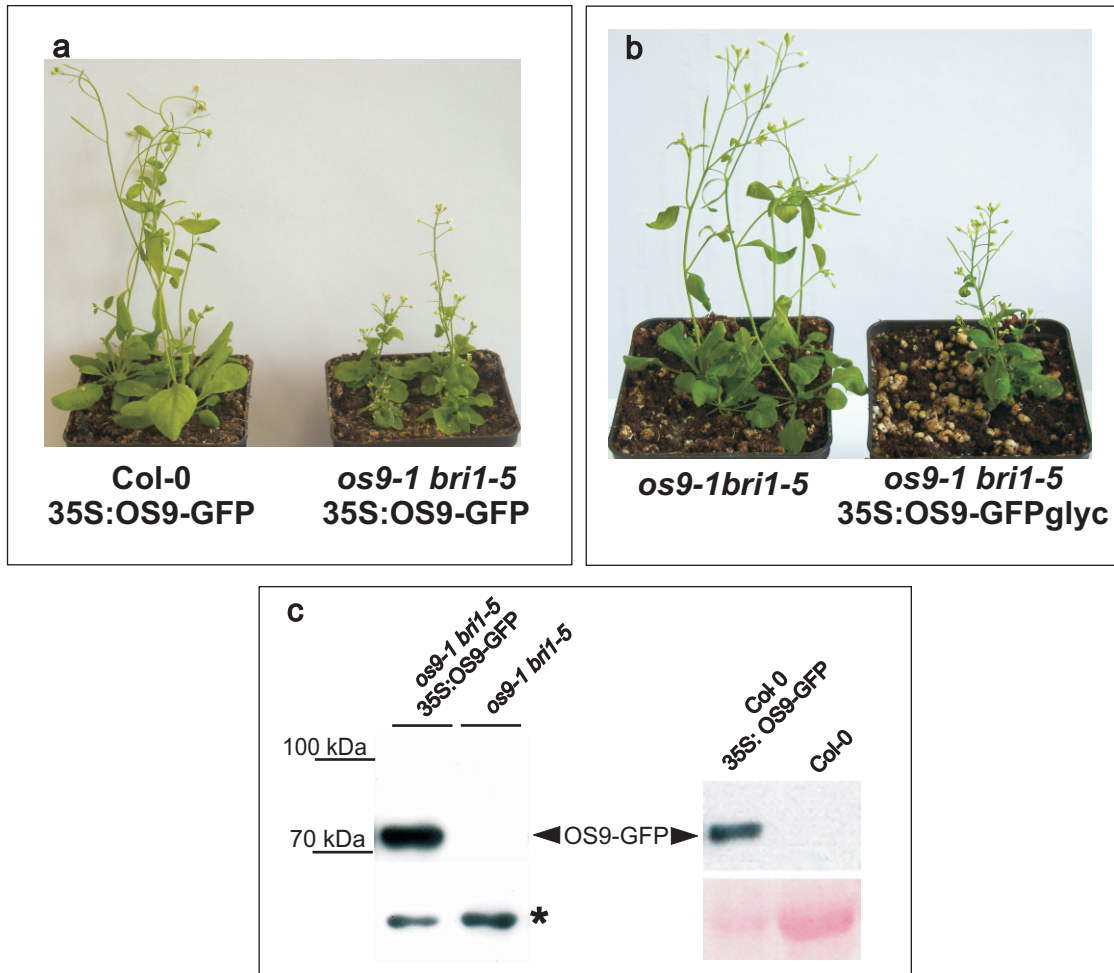 a
Col-0
35S:OS9-GFP
os9-1 bri1-5
35S:OS9-GFP
b
os9-1bri1-5
os9-1 bri1-5
35S:OS9-GFPglyc
c
os9-1 bri1-5
35S:OS9-GFP
os9-1 bri1-5
Col-0
35S: OS9-GFP
Col-0
100 kDa
70 kDa
OS9-GFP
*